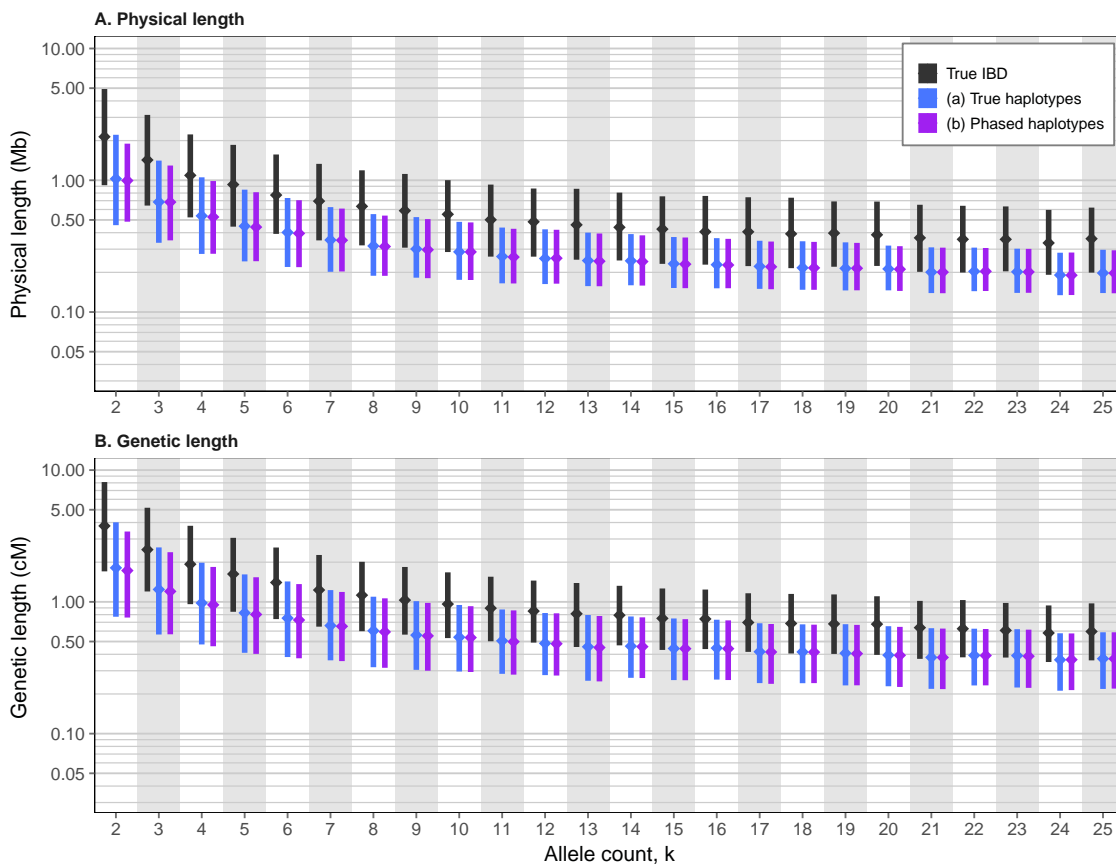 A. Physical length
10.00
5.00
1.00
0.50
0.10
0.05
Physical length (Mb)
True IBD
(a) True haplotypes
(b) Phased haplotypes
2 3 4 5 6 7 8 9 10 11 12 13 14 15 16 17 18 19 20 21 22 23 24 25
B. Genetic length
10.00
5.00
1.00
0.50
0.10
0.05
Genetic length (cM)
2 3 4 5 6 7 8 9 10 11 12 13 14 15 16 17 18 19 20 21 22 23 24 25
Allele count, k